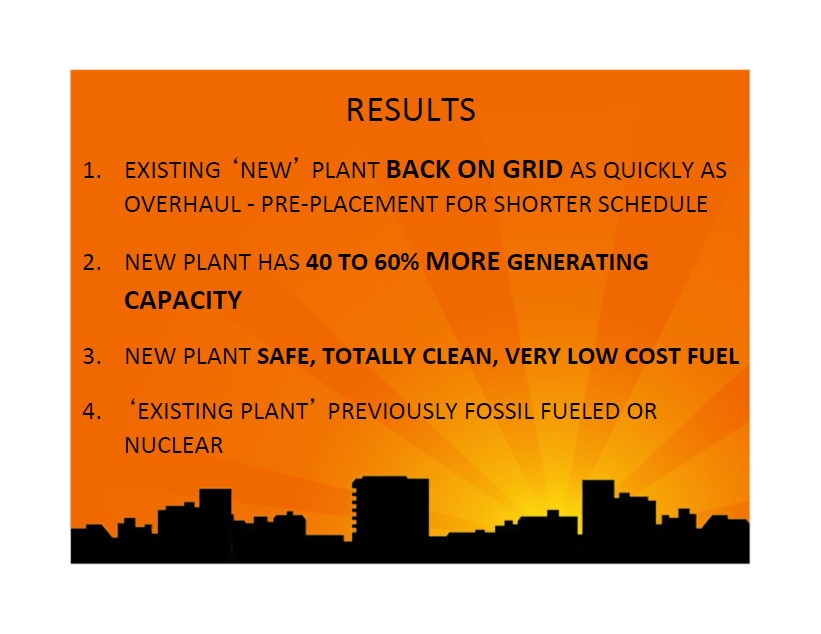 RESULTS
1. EXISTING ‘NEW’ PLANT BACK ON GRID AS QUICKLY AS
OVERHAUL - PRE-PLACEMENT FOR SHORTER SCHEDULE
2. NEW PLANT HAS 40 TO 60% MORE GENERATING
CAPACITY
3. NEW PLANT SAFE, TOTALLY CLEAN, VERY LOW COST FUEL
4. ‘EXISTING PLANT’ PREVIOUSLY FOSSIL FUELED OR
NUCLEAR